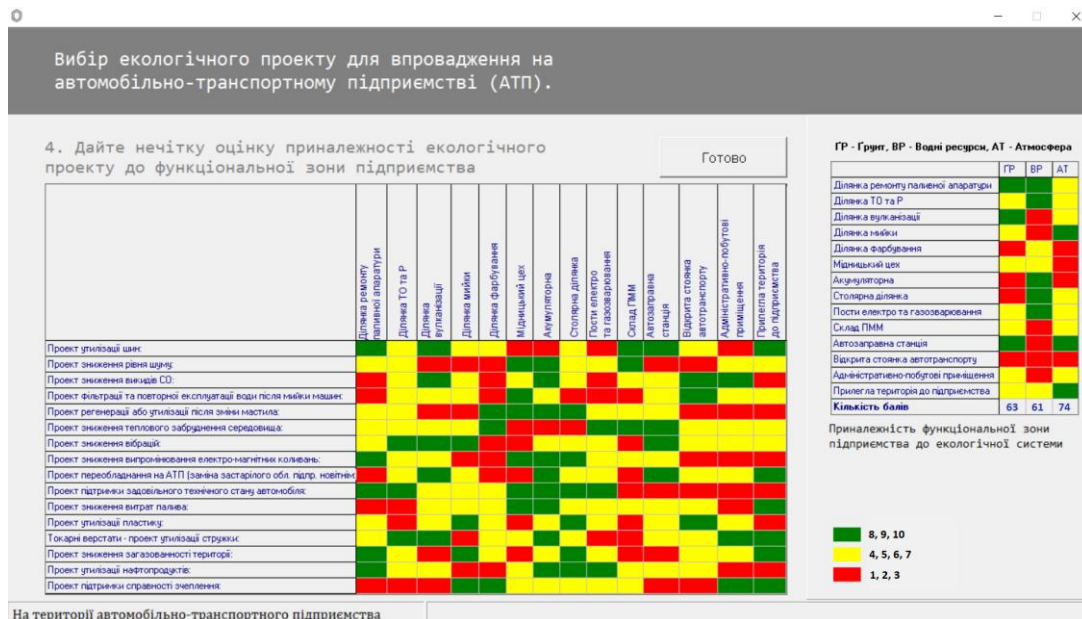 Вибір екологічного проекту для впровадження на
автомобільно-транспортному підприємстві (АТП).
4. Дайте нечітку оцінку приналежності екологічного
проекту до функціональної зони підприємства
Готово
Ділянка ремонту
паливної апаратури
Ділянка ТО та Р
Ділянка
вулканізації
Ділянка мийки
Ділянка фарбування
Мідницький цех
Акумуляторна
Столярна ділянка
Пости електро
та газозварювання
Склад ПММ
Автозаправна
станція
Відкрита стоянка
автотранспорту
Адміністративно-побутові
приміщення
Прилегла територія
до підприємства
Проект утилізації шин:
Проект зниження рівня шуму:
Проект зниження викидів СО:
Проект фільтрації та повторної експлуатації води після мийки машин:
Проект регенерації або утилізації після зміни мастила:
Проект зниження теплового забруднення середовища:
Проект зниження вібрацій:
Проект зниження випромінювання електро-магнітних коливань:
Проект переобладнання на АТП (заміна застарілого обл. підпр. новітнім
Проект підтримки задовільного технічного стану автомобіля:
Проект зниження витрат палива:
Проект утилізації пластику:
Токарні верстати - проект утилізації стружки:
Проект зниження загазованності території:
Проект утилізації нафтопродуктів:
Проект підтримки справності зчеплення:
ҐР - Ґрунт, ВР - Водні ресурси, АТ - Атмосфера
ҐР ВР АТ
Ділянка ремонту паливної апаратури
Ділянка ТО та Р
Ділянка вулканізації
Ділянка мийки
Ділянка фарбування
Мідницький цех
Акумуляторна
Столярна ділянка
Пости електро та газозварювання
Склад ПММ
Автозаправна станція
Відкрита стоянка автотранспорту
Адміністративно-побутові приміщення
Прилегла територія до підприємства
Кількість балів 63 61 74
Приналежність функціональної зони
підприємства до екологічної системи
8, 9, 10
4, 5, 6, 7
1, 2, 3
На території автомобільно-транспортного підприємства